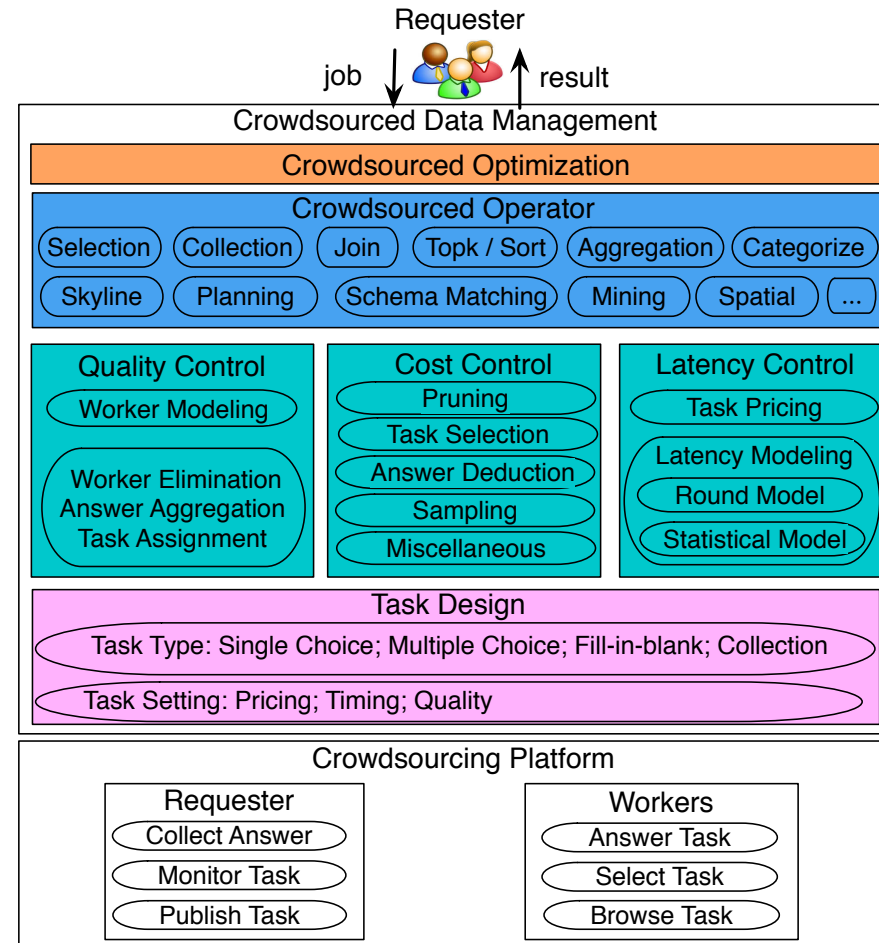 Requester
job
result
Crowdsourced Data Management
Crowdsourced Optimization
Crowdsourced Operator
Selection
Collection
Join
Topk / Sort
Aggregation
Categorize
Skyline
Planning
Schema Matching
Mining
Spatial
...
Quality Control
Worker Modeling
Worker Elimination
Answer Aggregation
Task Assignment
Cost Control
Pruning
Task Selection
Answer Deduction
Sampling
Miscellaneous
Latency Control
Task Pricing
Latency Modeling
Round Model
Statistical Model
Task Design
Task Type: Single Choice; Multiple Choice; Fill-in-blank; Collection
Task Setting: Pricing; Timing; Quality
Crowdsourcing Platform
Requester
Collect Answer
Monitor Task
Publish Task
Workers
Answer Task
Select Task
Browse Task